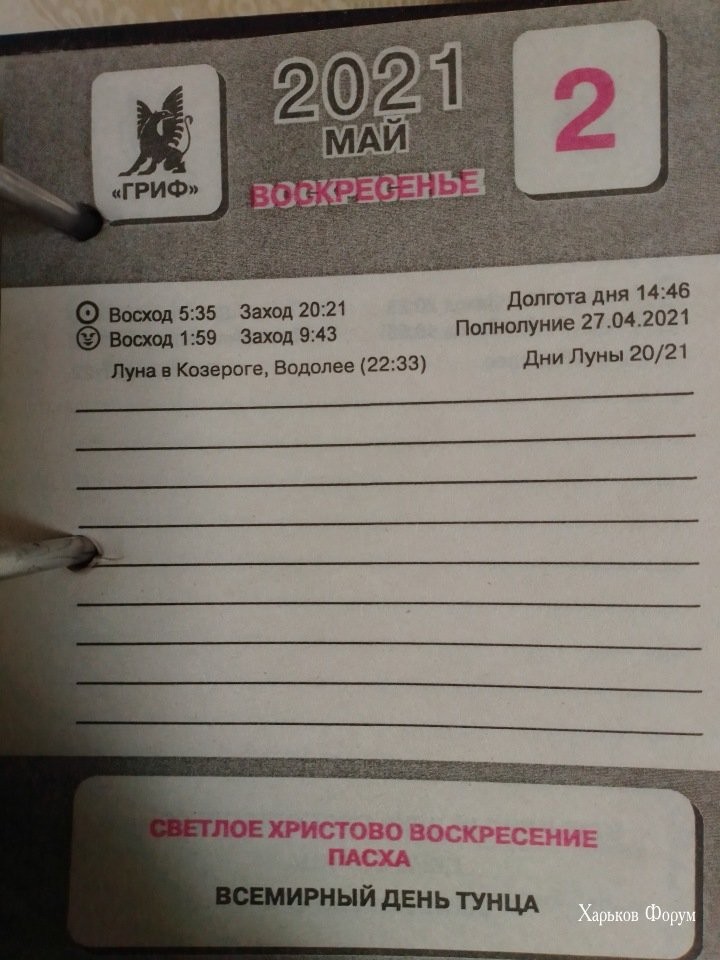 2021
МАЙ
ВОСКРЕСЕНЬЕ
2
«ГРИФ»
Восход 5:35 Заход 20:21
Восход 1:59 Заход 9:43
Луна в Козероге, Водолее (22:33)
Долгота дня 14:46
Полнолуние 27.04.2021
Дни Луны 20/21
СВЕТЛОЕ ХРИСТОВО ВОСКРЕСЕНИЕ
ПАСХА
ВСЕМИРНЫЙ ДЕНЬ ТУНЦА
Харьков Форум